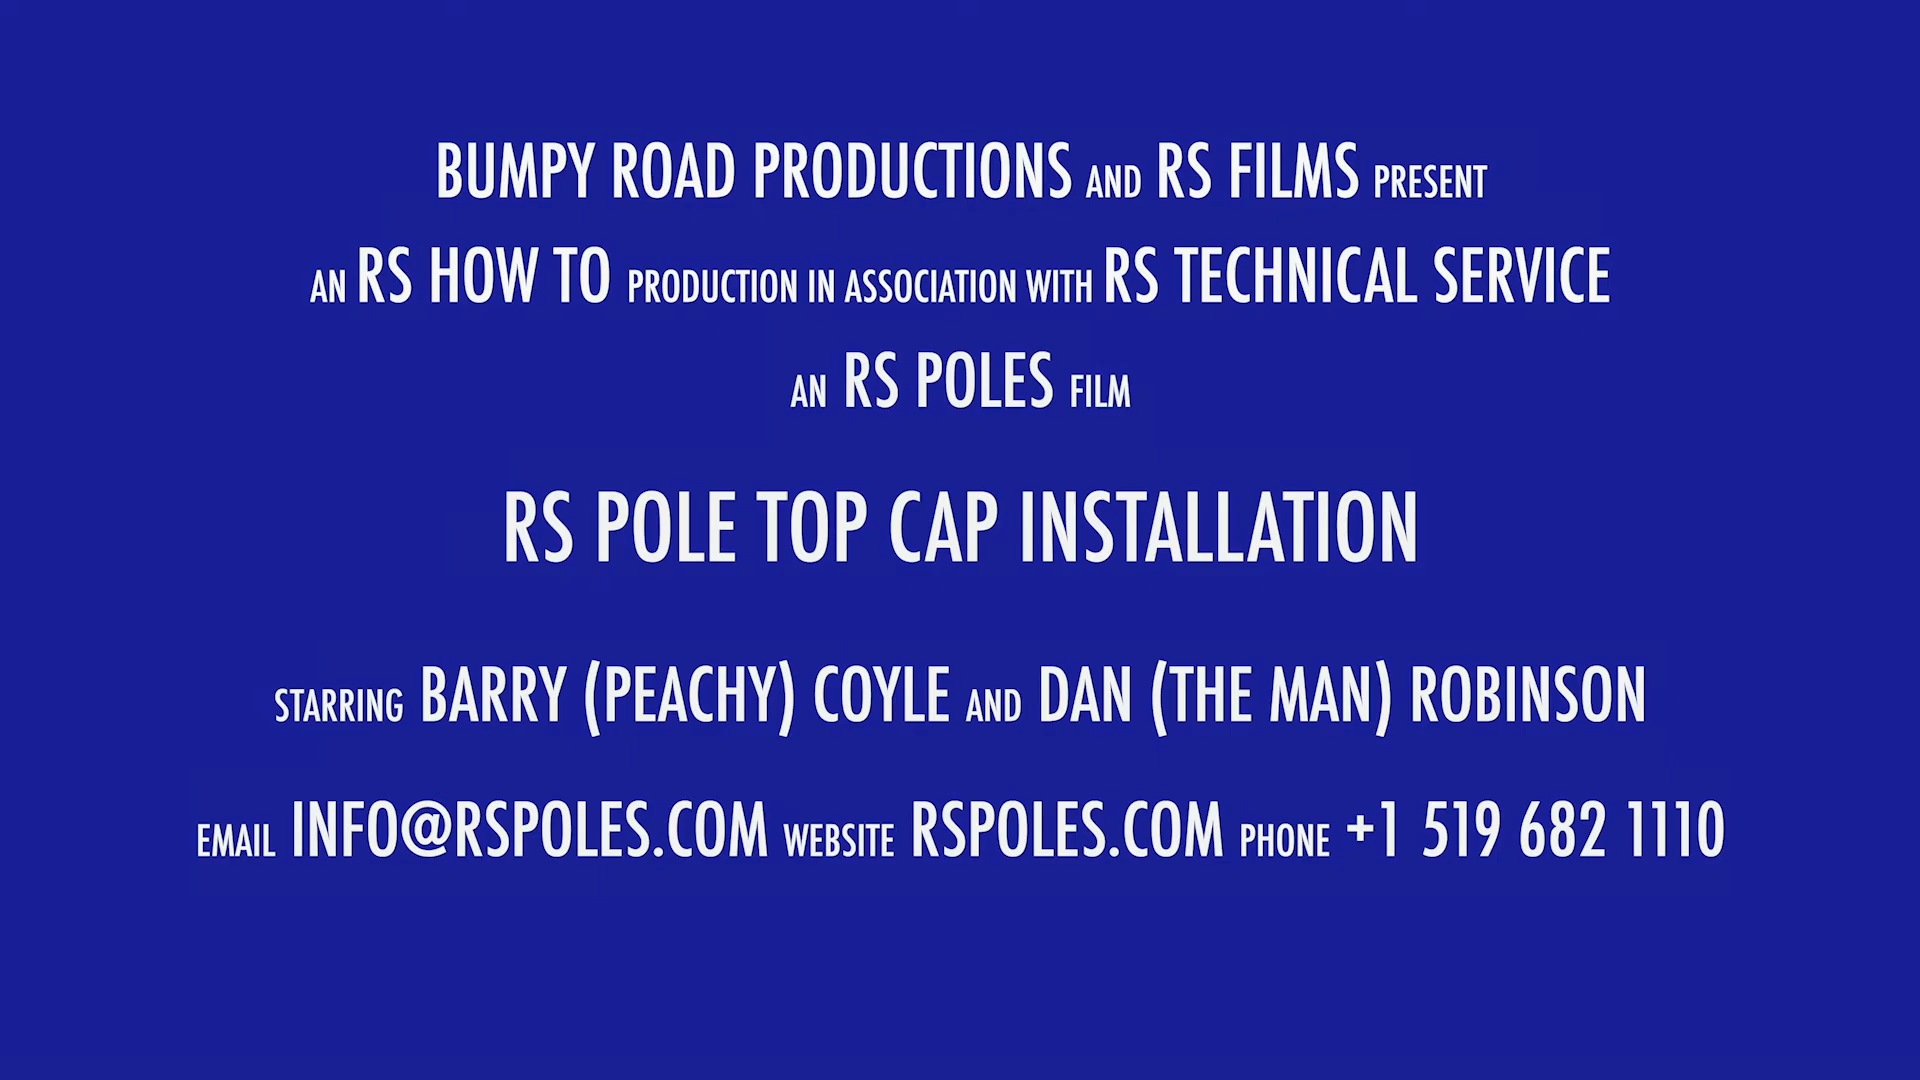 BUMPY ROAD PRODUCTIONS AND RS FILMS PRESENT
AN RS HOW TO PRODUCTION IN ASSOCIATION WITH RS TECHNICAL SERVICE
AN RS POLES FILM
RS POLE TOP CAP INSTALLATION
STARRING BARRY (PEACHY) COYLE AND DAN (THE MAN) ROBINSON
EMAIL INFO@RSPOLES.COM WEBSITE RSPOLES.COM PHONE +1 519 682 1110